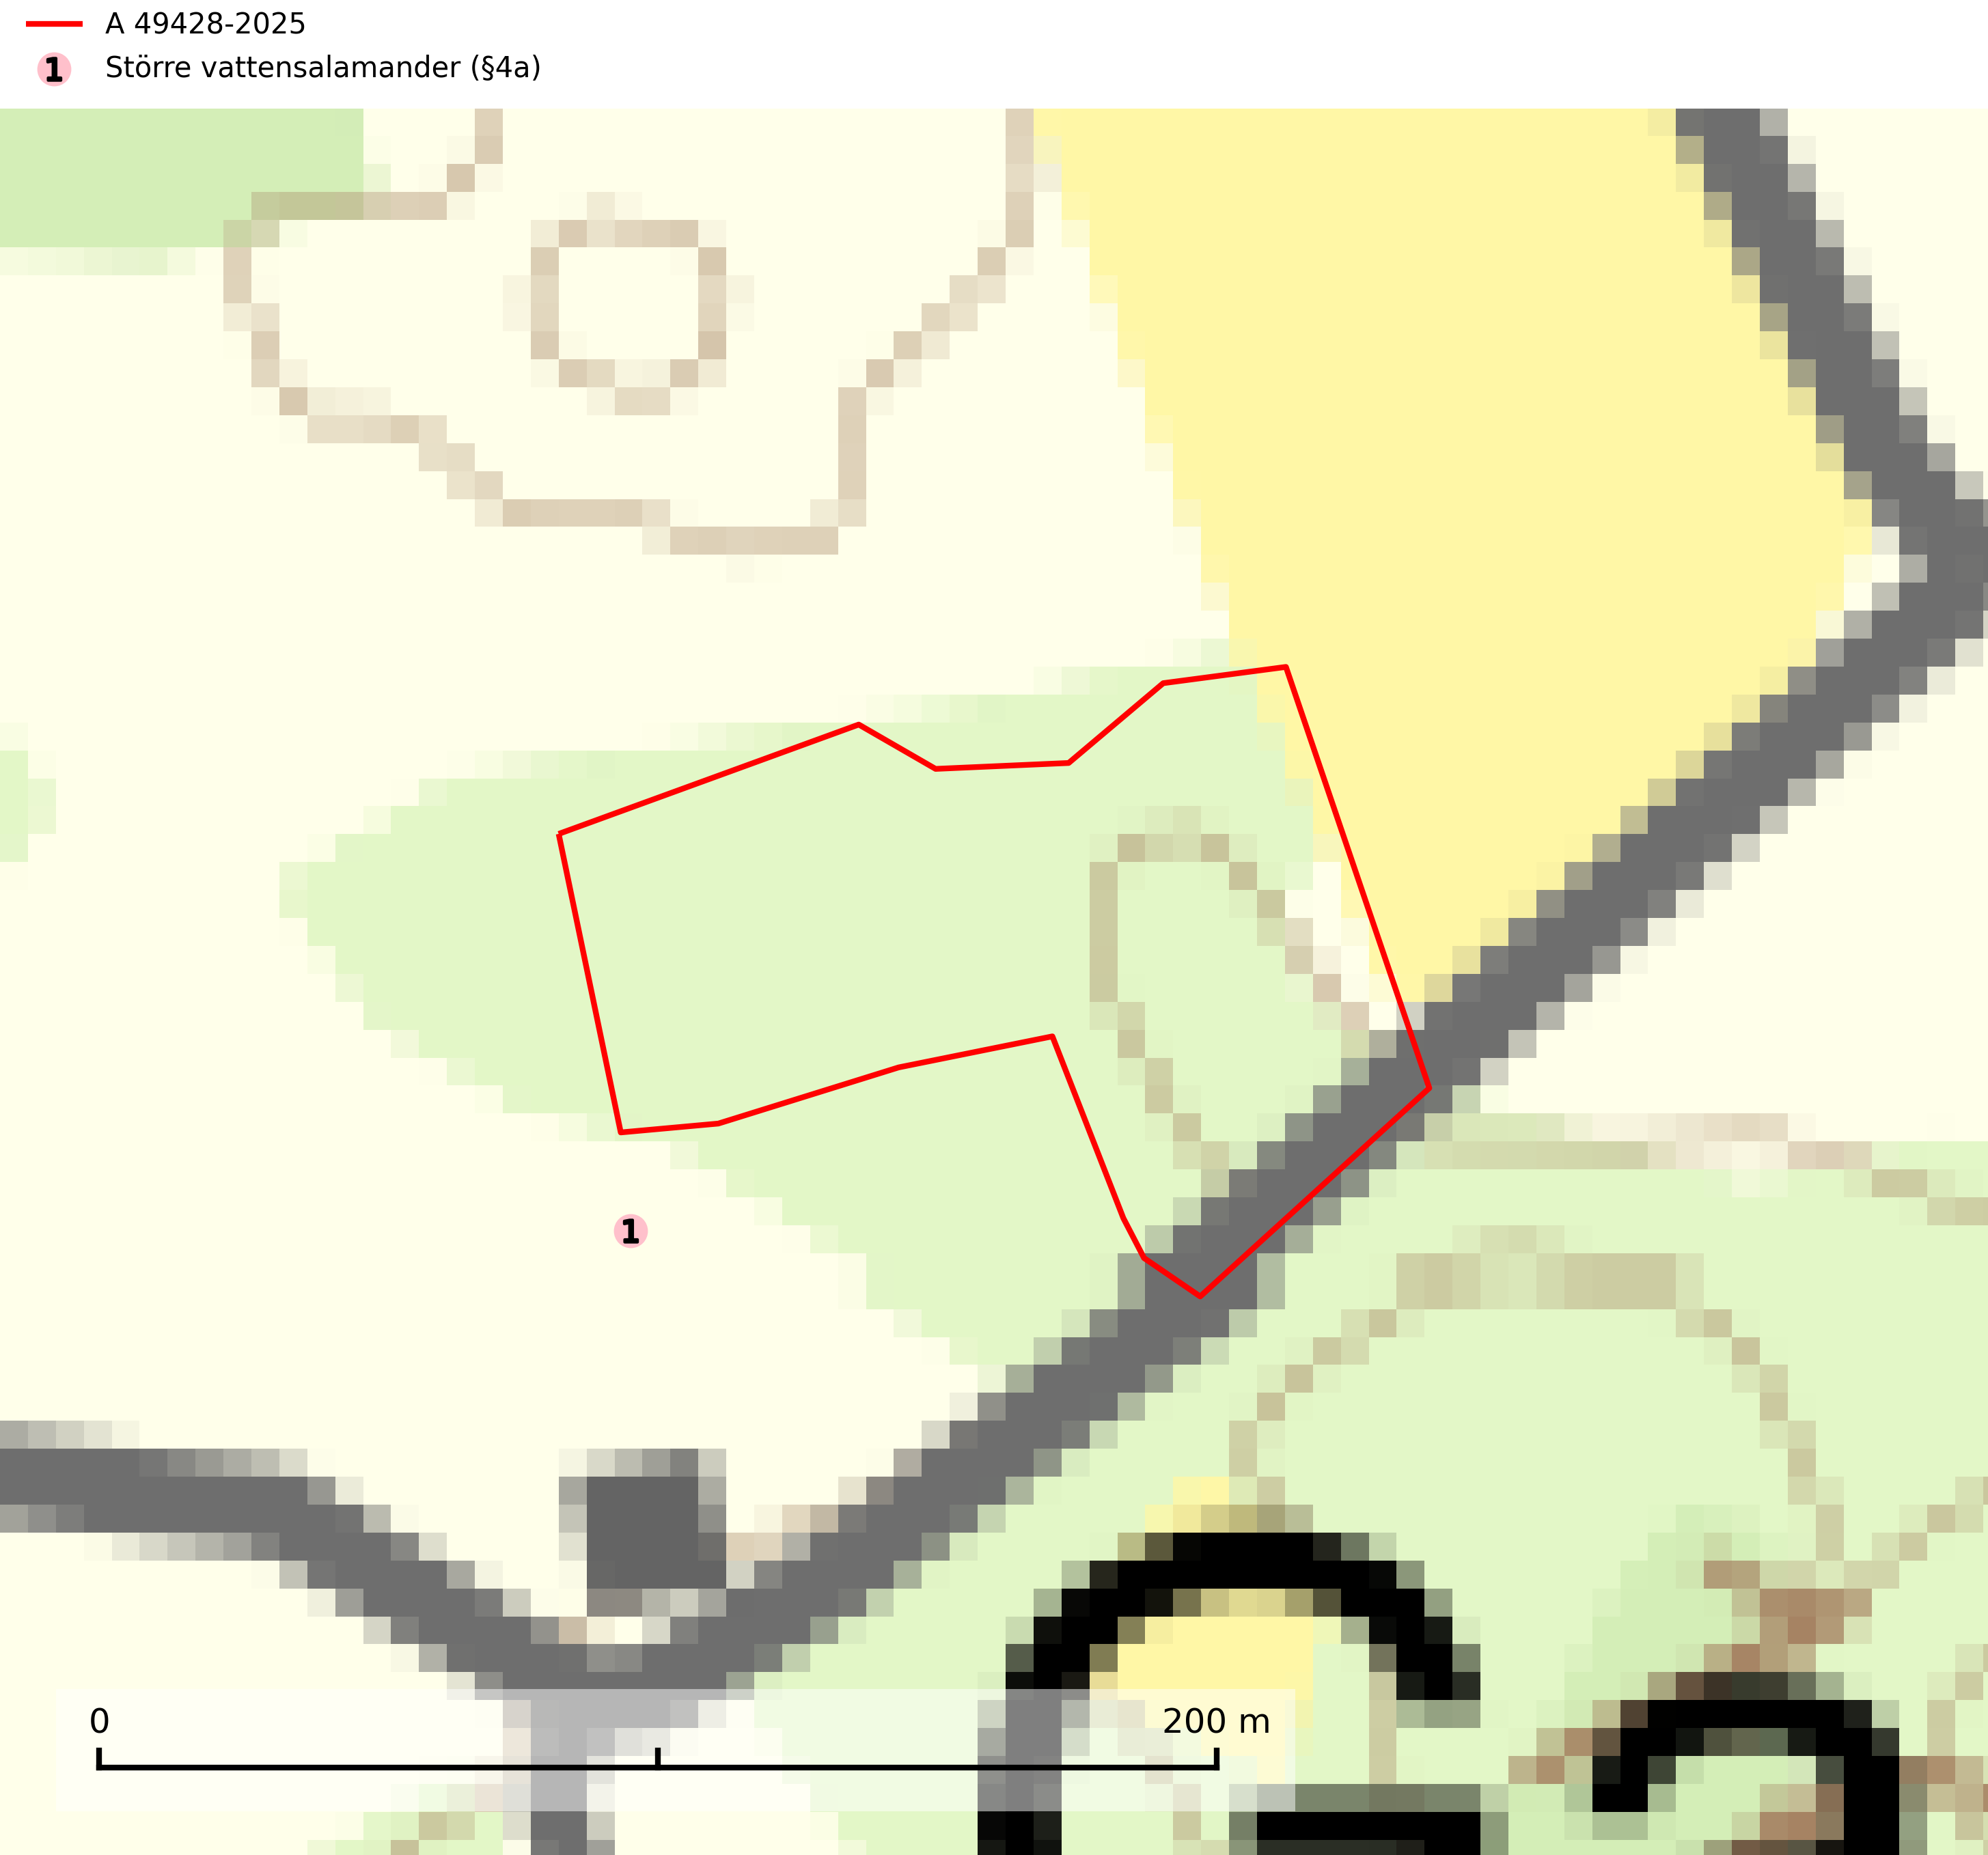 A 49428-2025
1 Större vattensalamander (§4a)
1
0 200 m